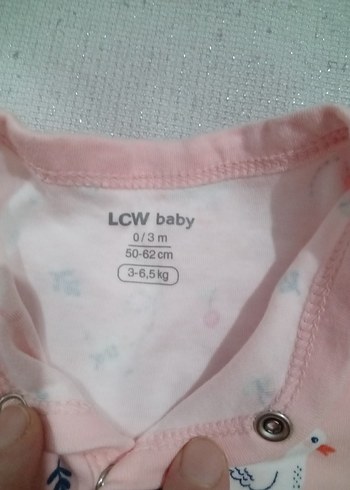 LCW baby
0/3 m
50-62 cm
3-6,5 kg